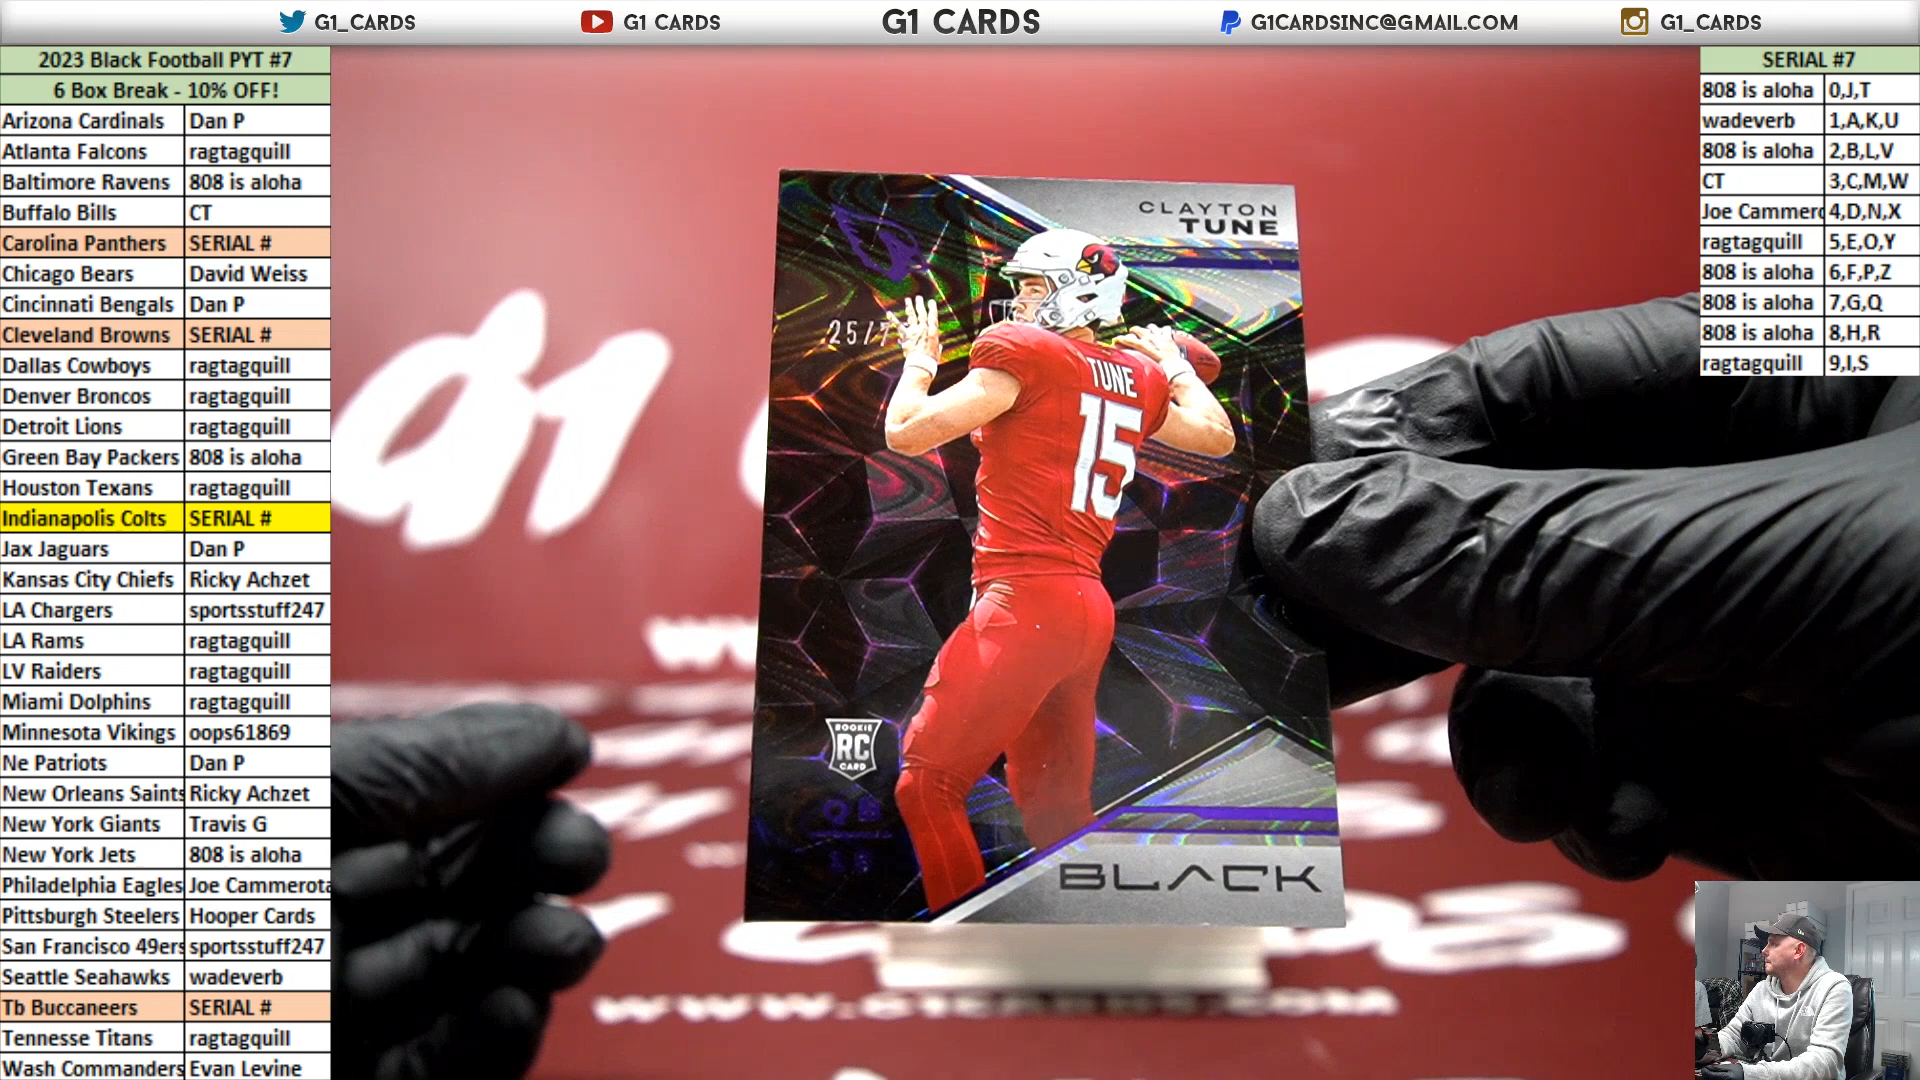 G1_CARDS
G1 CARDS
G1 CARDS
G1CARDSINC@GMAIL.COM
G1_CARDS
2023 Black Football PYT #7
6 Box Break - 10% OFF!
Arizona Cardinals Dan P
Atlanta Falcons ragtagquill
Baltimore Ravens 808 is aloha
Buffalo Bills CT
Carolina Panthers SERIAL #
Chicago Bears David Weiss
Cincinnati Bengals Dan P
Cleveland Browns SERIAL #
Dallas Cowboys ragtagquill
Denver Broncos ragtagquill
Detroit Lions ragtagquill
Green Bay Packers 808 is aloha
Houston Texans ragtagquill
Indianapolis Colts SERIAL #
Jax Jaguars Dan P
Kansas City Chiefs Ricky Achzet
LA Chargers sportsstuff247
LA Rams ragtagquill
LV Raiders ragtagquill
Miami Dolphins ragtagquill
Minnesota Vikings oops61869
Ne Patriots Dan P
New Orleans Saints Ricky Achzet
New York Giants Travis G
New York Jets 808 is aloha
Philadelphia Eagles Joe Cammerota
Pittsburgh Steelers Hooper Cards
San Francisco 49ers sportsstuff247
Seattle Seahawks wadeverb
Tb Buccaneers SERIAL #
Tennesse Titans ragtagquill
Wash Commanders Evan Levine
CLAYTON
TUNE
TUNE
15
ROOKIE
RC
CARD
QB
15
BLACK
SERIAL #7
808 is aloha 0,J,T
wadeverb 1,A,K,U
808 is aloha 2,B,L,V
CT 3,C,M,W
Joe Cammero 4,D,N,X
ragtagquill 5,E,O,Y
808 is aloha 6,F,P,Z
808 is aloha 7,G,Q
808 is aloha 8,H,R
ragtagquill 9,I,S